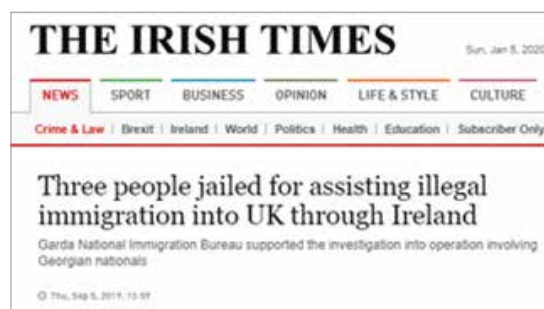 THE IRISH TIMES
Sun, Jan 5, 2020
NEWS SPORT BUSINESS OPINION LIFE & STYLE CULTURE
Crime & Law | Brexit | Ireland | World | Politics | Health | Education | Subscriber Only
Three people jailed for assisting illegal
immigration into UK through Ireland
Garda National Immigration Bureau supported the investigation into operation involving
Georgian nationals
Thu, Sep 5, 2019, 13:59